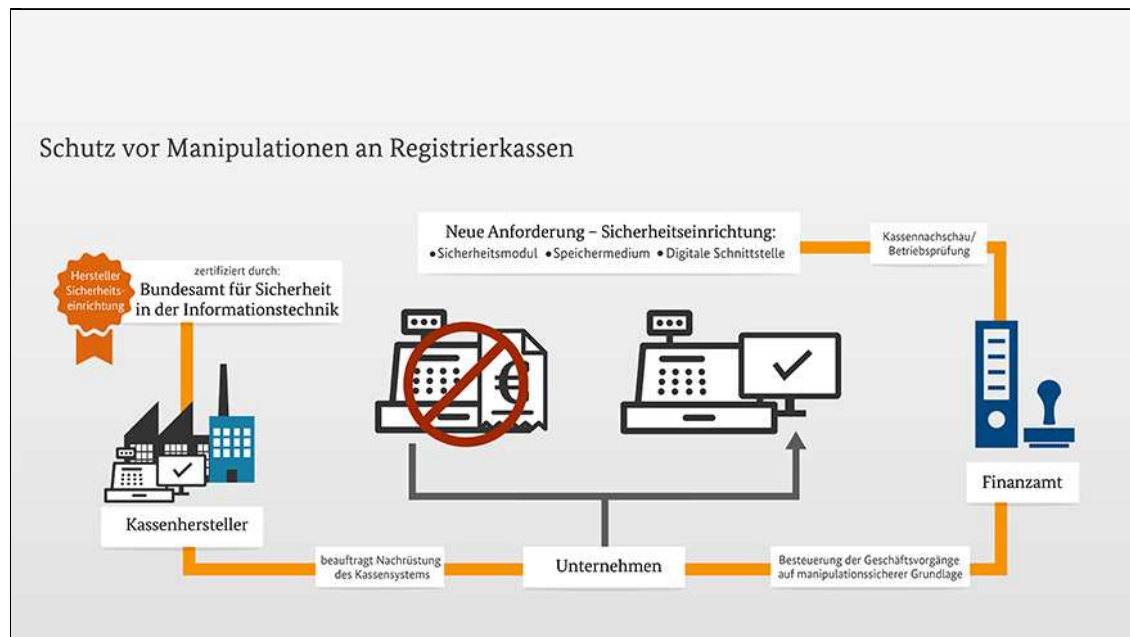 Schutz vor Manipulationen an Registrierkassen
Neue Anforderung – Sicherheitseinrichtung:
• Sicherheitsmodul • Speichermedium • Digitale Schnittstelle
Kassennachschau/
Betriebsprüfung
Hersteller
Sicherheits-
einrichtung
zertifiziert durch:
Bundesamt für Sicherheit
in der Informationstechnik
€
Kassenhersteller
Finanzamt
beauftragt Nachrüstung
des Kassensystems
Unternehmen
Besteuerung der Geschäftsvorgänge
auf manipulationssicherer Grundlage